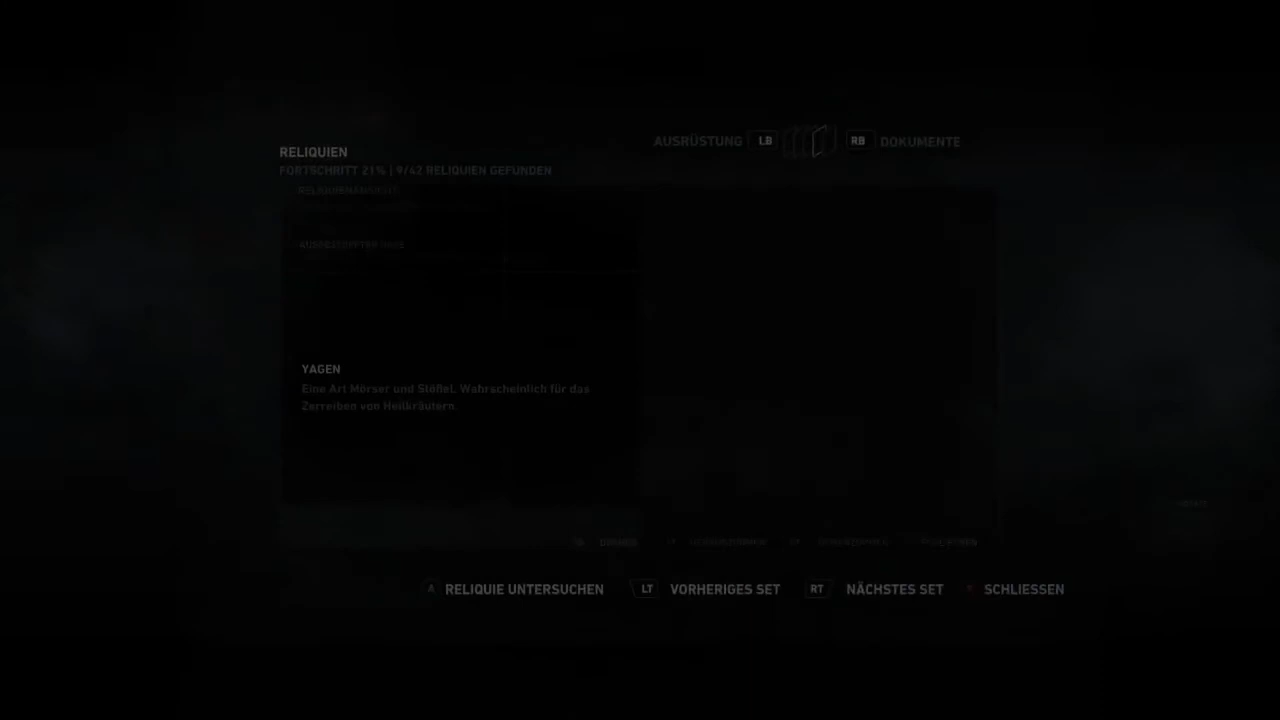 AUSRÜSTUNG LB RB DOKUMENTE
RELIQUIEN
FORTSCHRITT 21% | 9/42 RELIQUIEN GEFUNDEN
RELIQUIENANSICHT
YAGEN
Eine Art Mörser und Stößel. Wahrscheinlich für das
Zerreiben von Heilkräutern.
A RELIQUIE UNTERSUCHEN LT VORHERIGES SET RT NÄCHSTES SET SCHLIESSEN